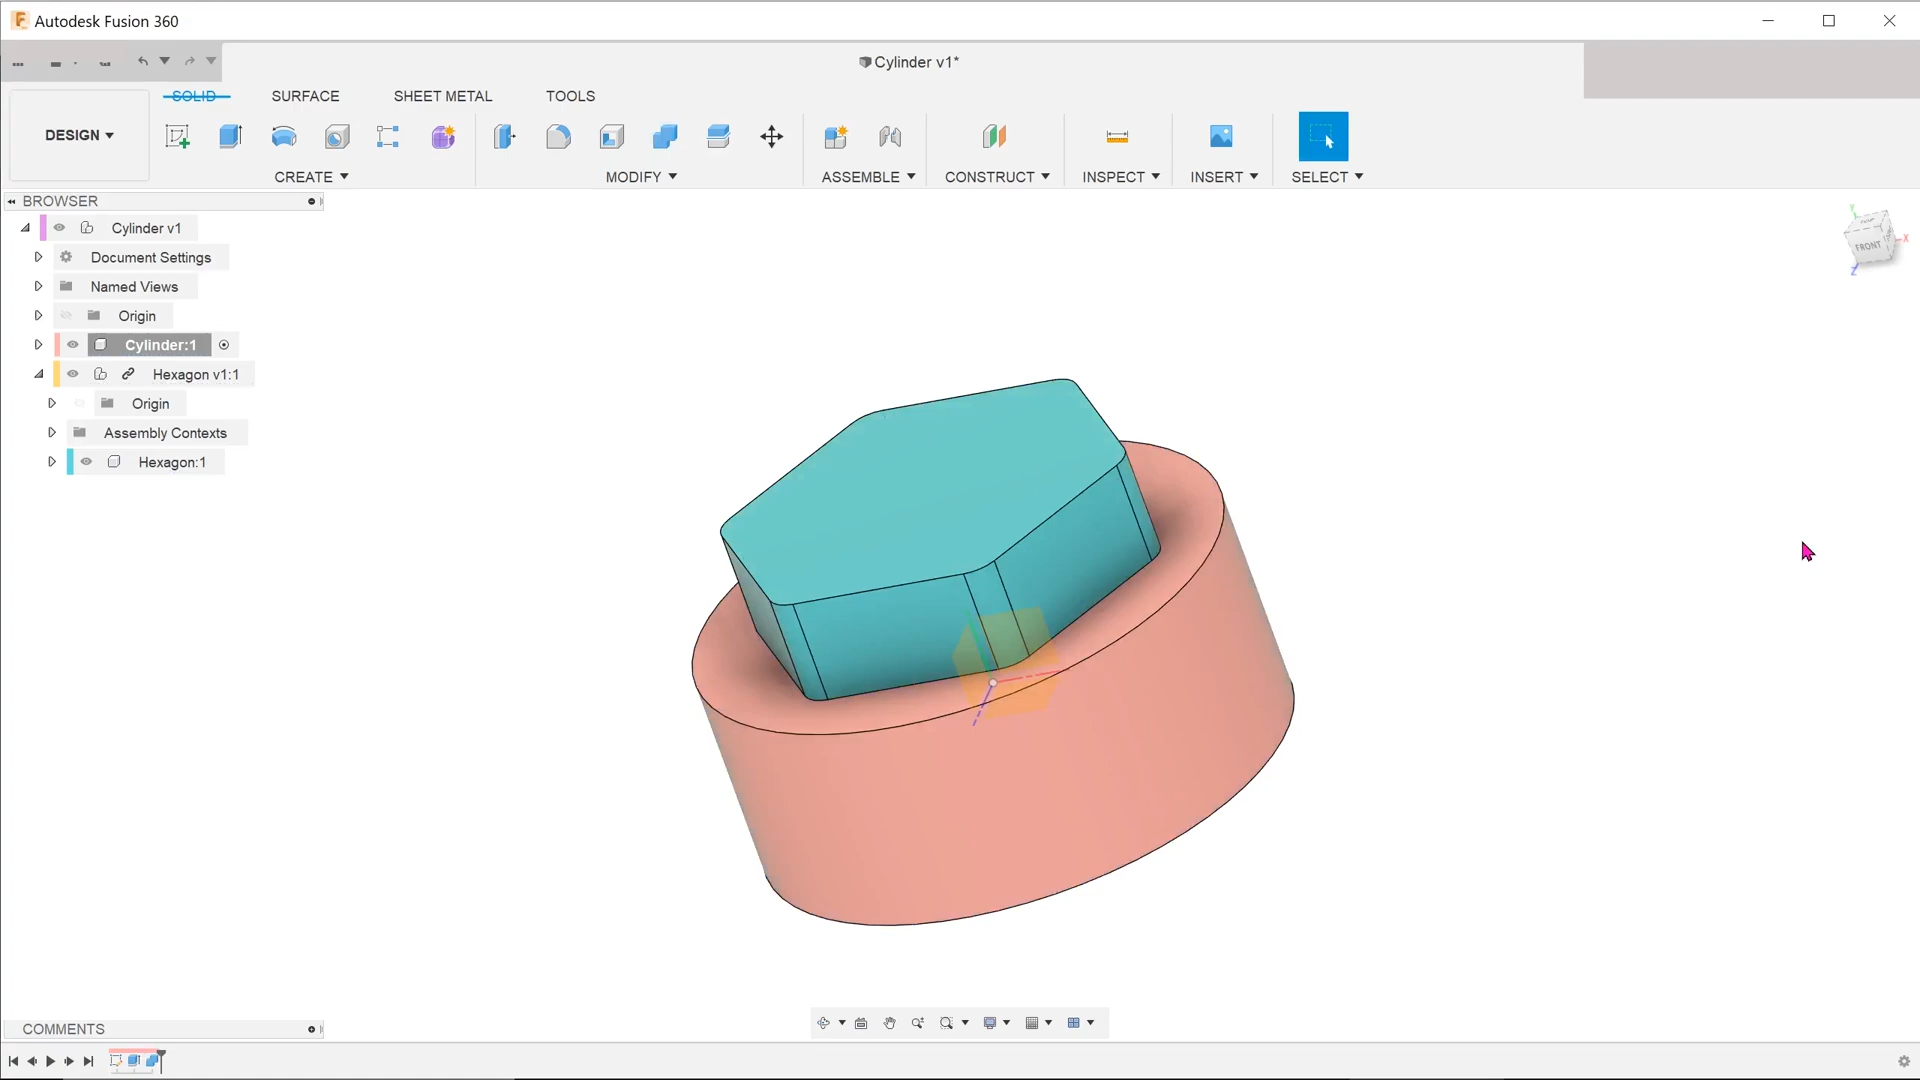 Autodesk Fusion 360
Cylinder v1*
SOLID SURFACE SHEET METAL TOOLS
DESIGN
CREATE MODIFY ASSEMBLE CONSTRUCT INSPECT INSERT SELECT
BROWSER
Cylinder v1
Document Settings
Named Views
Origin
Cylinder:1
Hexagon v1:1
Origin
Assembly Contexts
Hexagon:1
Y
FRONT
X
Z
COMMENTS